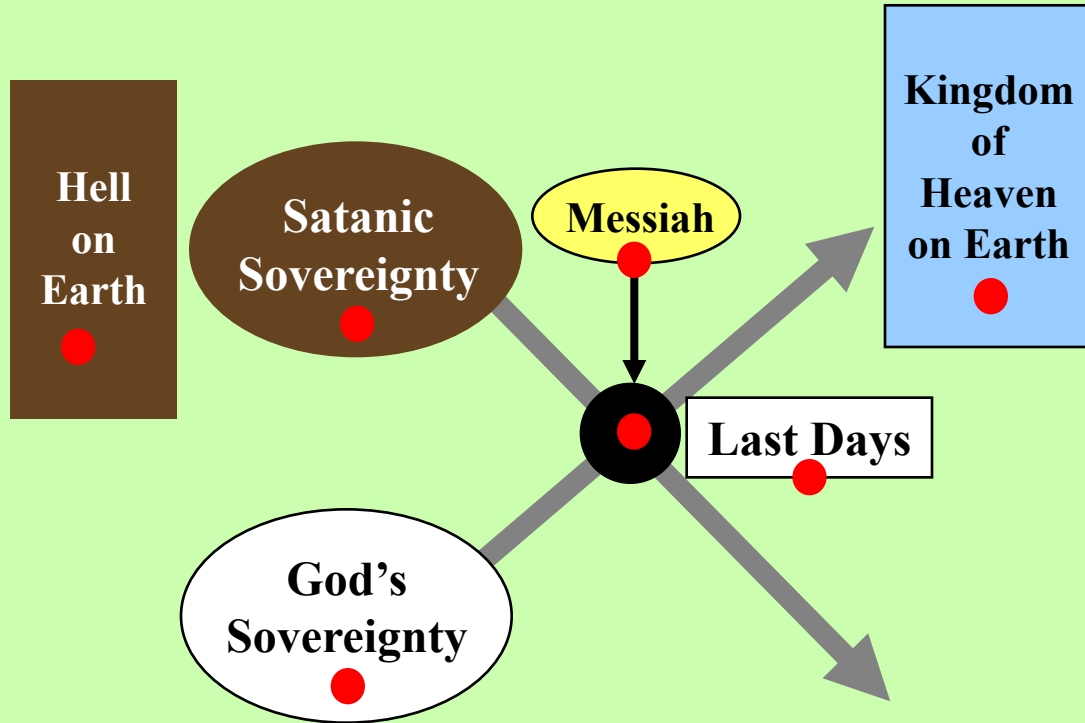 Hell
on
Earth
Satanic
Sovereignty
Messiah
Kingdom
of
Heaven
on Earth
Last Days
God’s
Sovereignty